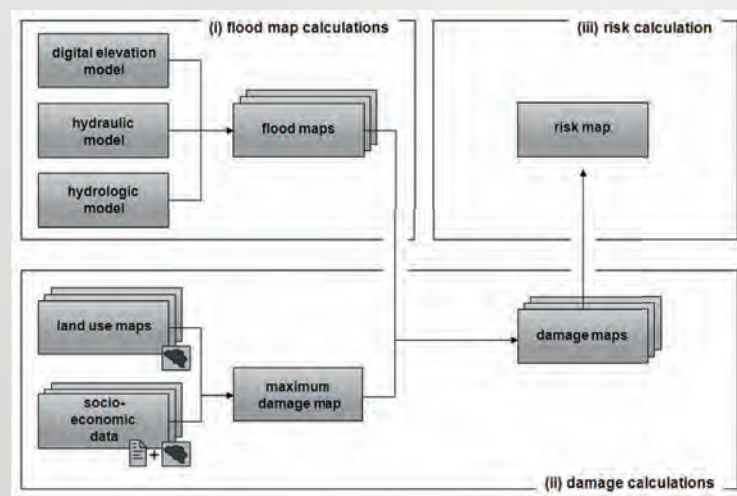 (i) flood map calculations
digital elevation
model
hydraulic
model
hydrologic
model
flood maps
(iii) risk calculation
risk map
land use maps
socio-
economic
data
+
maximum
damage map
damage maps
(ii) damage calculations